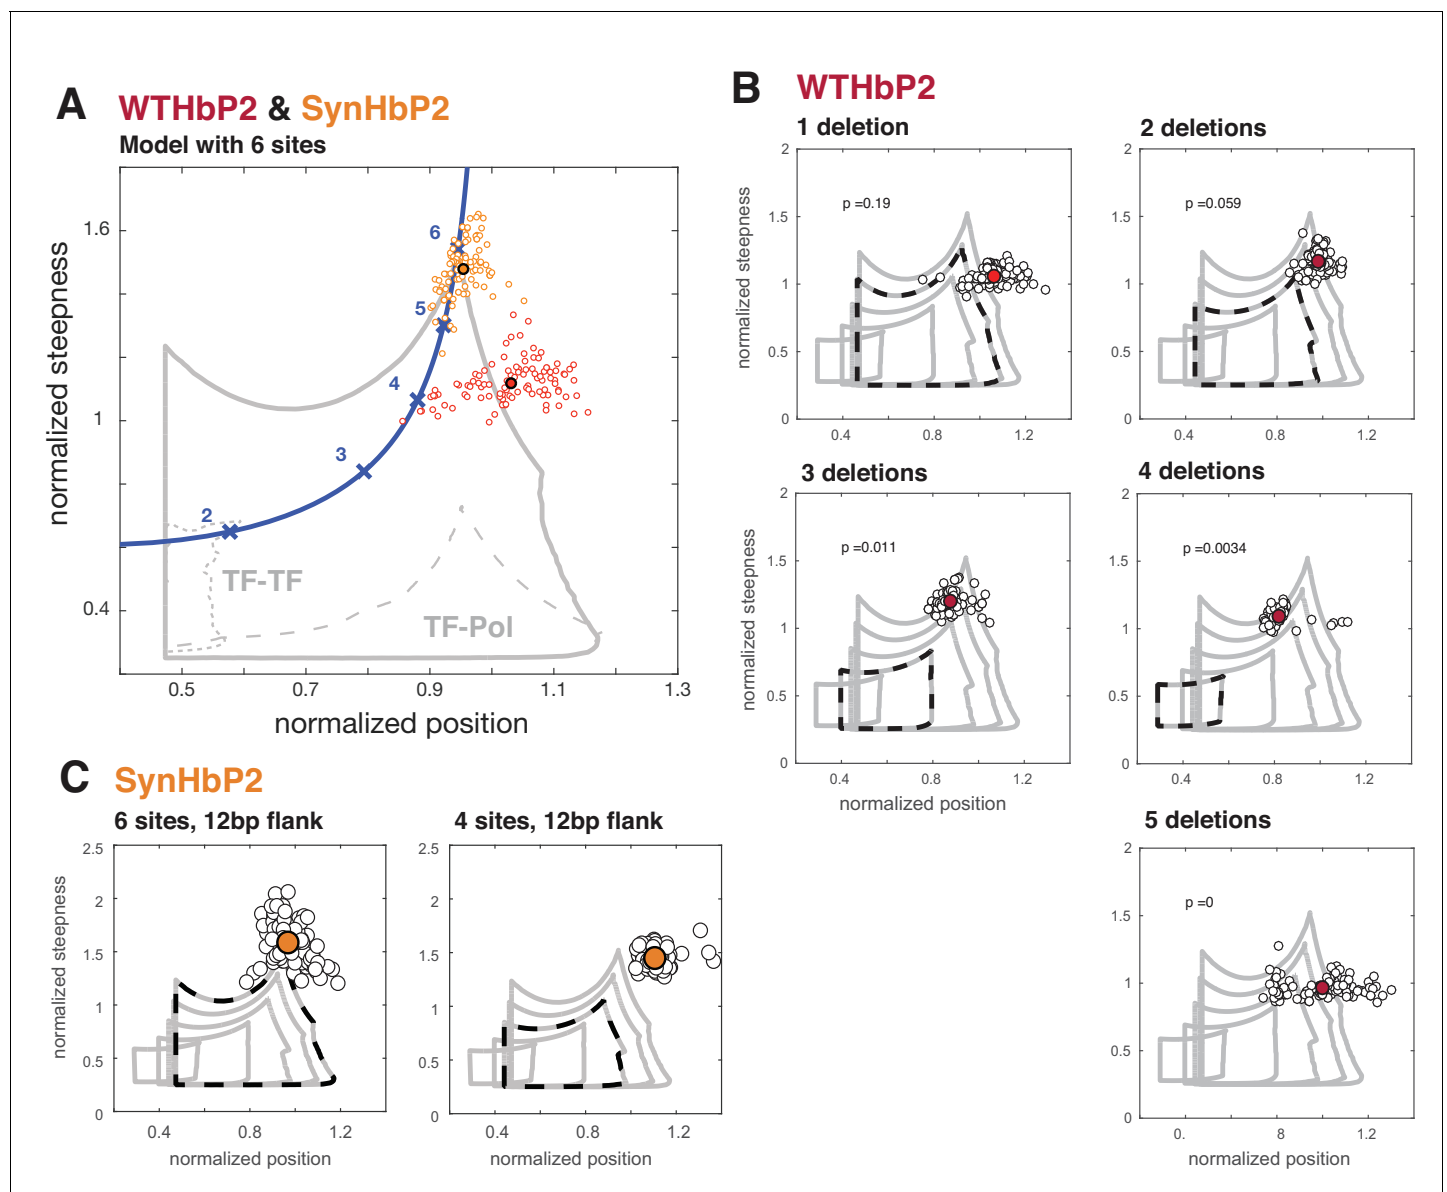 A WTHbP2 & SynHbP2
Model with 6 sites
normalized steepness
1.6
1
0.4
6
5
4
3
2
TF-TF
TF-Pol
0.5 0.7 0.9 1.1 1.3
normalized position
B WTHbP2
1 deletion
normalized steepness
2
1.5
1
0.5
0
p =0.19
0.4 0.8 1.2
2 deletions
2
1.5
1
0.5
0
p =0.059
0.4 0.8 1.2
3 deletions
normalized steepness
2
1.5
1
0.5
0
p =0.011
0.4 0.8 1.2
normalized position
4 deletions
2
1.5
1
0.5
0
p =0.0034
0.4 0.8 1.2
5 deletions
2
1.5
1
0.5
0
p =0
0. 8 1.2
normalized position
C SynHbP2
6 sites, 12bp flank
normalized steepness
2.5
2
1.5
1
0.5
0
0.4 0.8 1.2
normalized position
4 sites, 12bp flank
2.5
2
1.5
1
0.5
0
0.4 0.8 1.2
normalized position